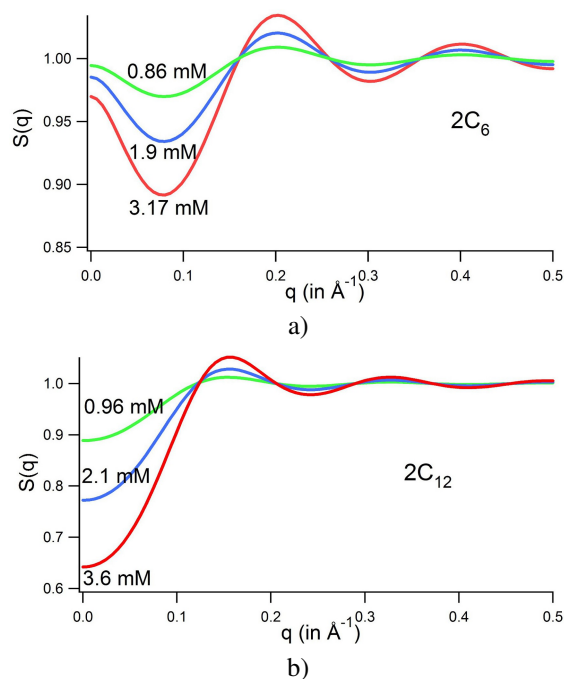 1.00
0.95
0.90
0.85
S(q)
0.86 mM
1.9 mM
3.17 mM
2C₆
0.0 0.1 0.2 0.3 0.4 0.5
q (in Å⁻¹)
a)
1.0
0.9
0.8
0.7
0.6
S(q)
0.96 mM
2.1 mM
3.6 mM
2C₁₂
0.0 0.1 0.2 0.3 0.4 0.5
q (in Å⁻¹)
b)